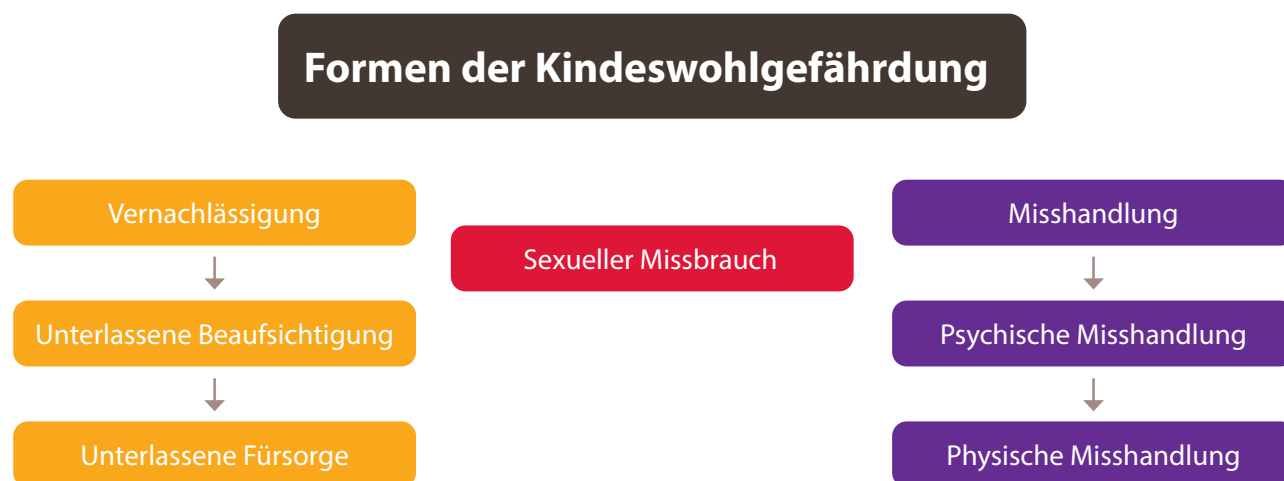 Formen der Kindeswohlgefährdung
Vernachlässigung
Unterlassene Beaufsichtigung
Unterlassene Fürsorge
Sexueller Missbrauch
Misshandlung
Psychische Misshandlung
Physische Misshandlung